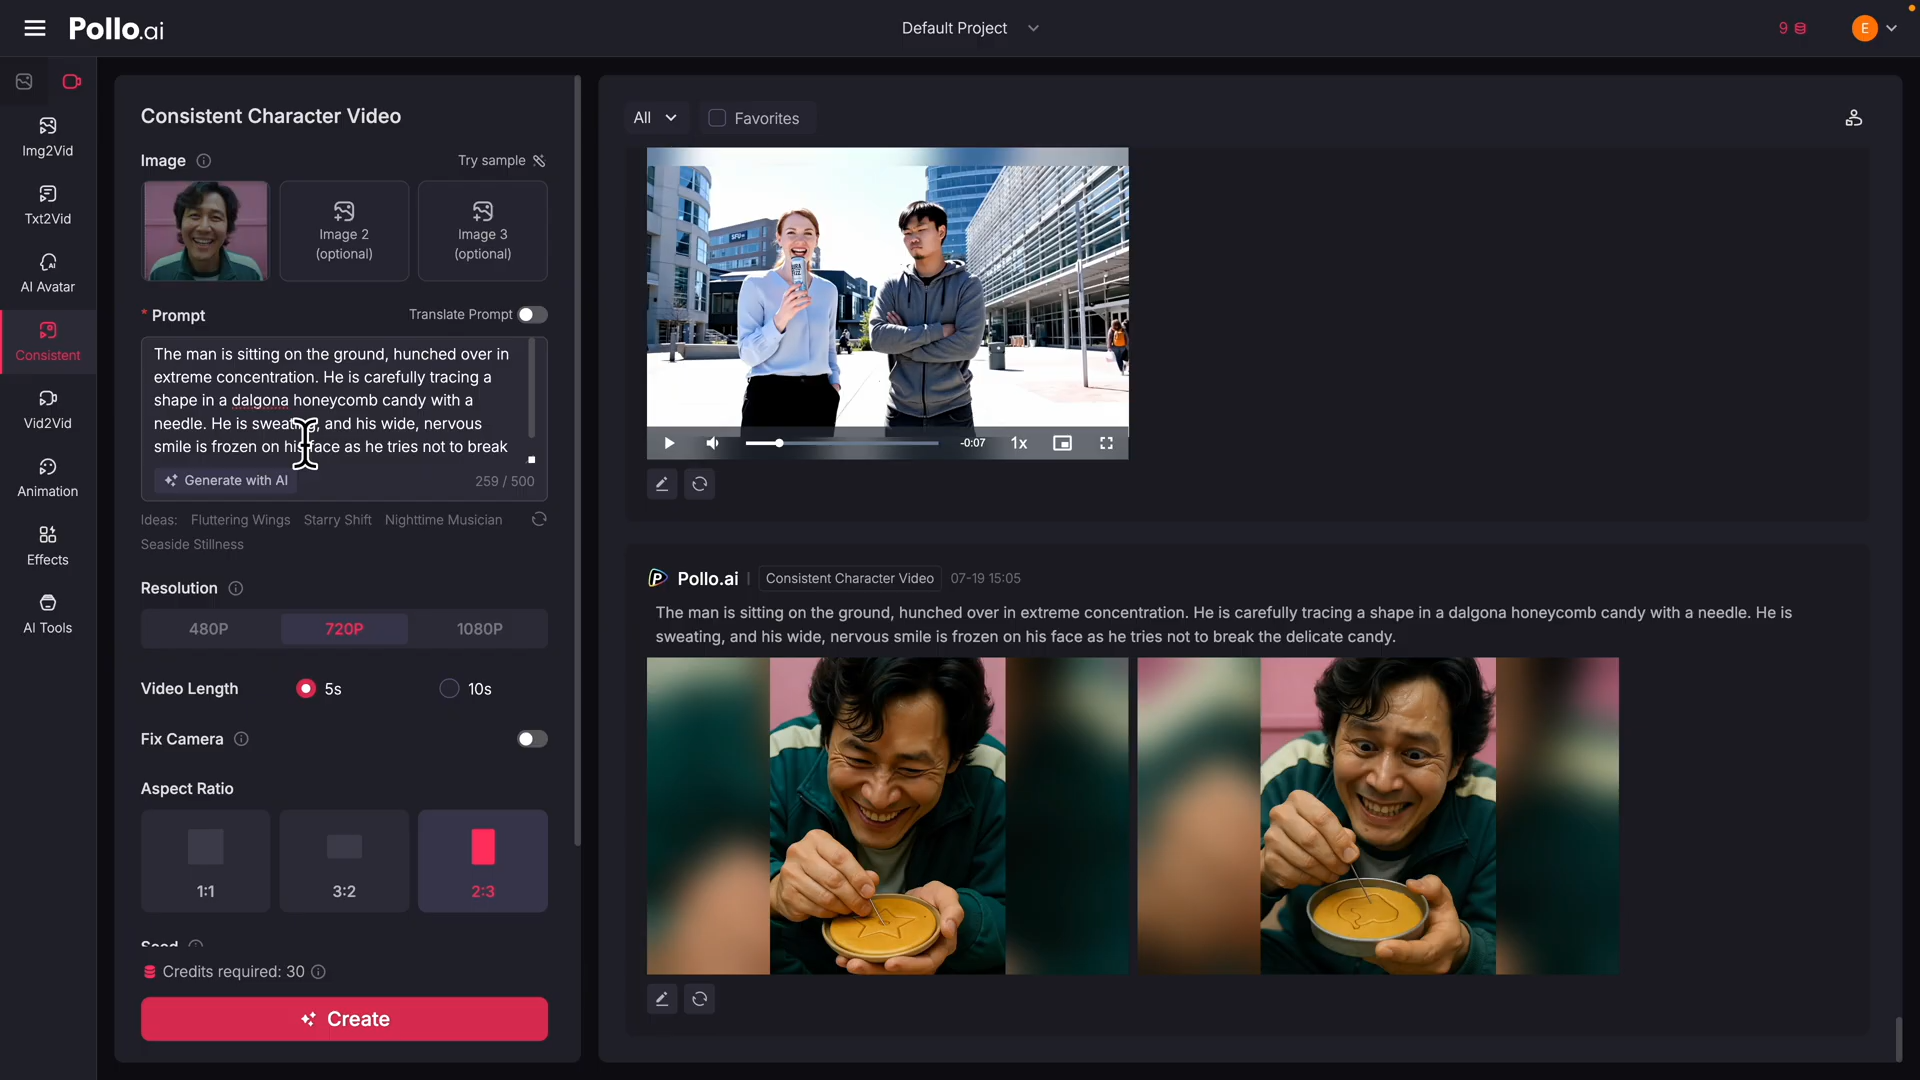 Pollo.ai
Default Project
9
E
Img2Vid
Txt2Vid
AI Avatar
Consistent
Vid2Vid
Animation
Effects
AI Tools
Consistent Character Video
Image
Try sample
Image 2
(optional)
Image 3
(optional)
* Prompt
Translate Prompt
The man is sitting on the ground, hunched over in
extreme concentration. He is carefully tracing a
shape in a dalgona honeycomb candy with a
needle. He is sweating, and his wide, nervous
smile is frozen on his face as he tries not to break
Generate with AI
259 / 500
Ideas: Fluttering Wings Starry Shift Nighttime Musician
Seaside Stillness
Resolution
480P
720P
1080P
Video Length
5s
10s
Fix Camera
Aspect Ratio
1:1
3:2
2:3
Seed
Credits required: 30
Create
All
Favorites
SFU
-0:07
1x
Pollo.ai
Consistent Character Video
07-19 15:05
The man is sitting on the ground, hunched over in extreme concentration. He is carefully tracing a shape in a dalgona honeycomb candy with a needle. He is
sweating, and his wide, nervous smile is frozen on his face as he tries not to break the delicate candy.